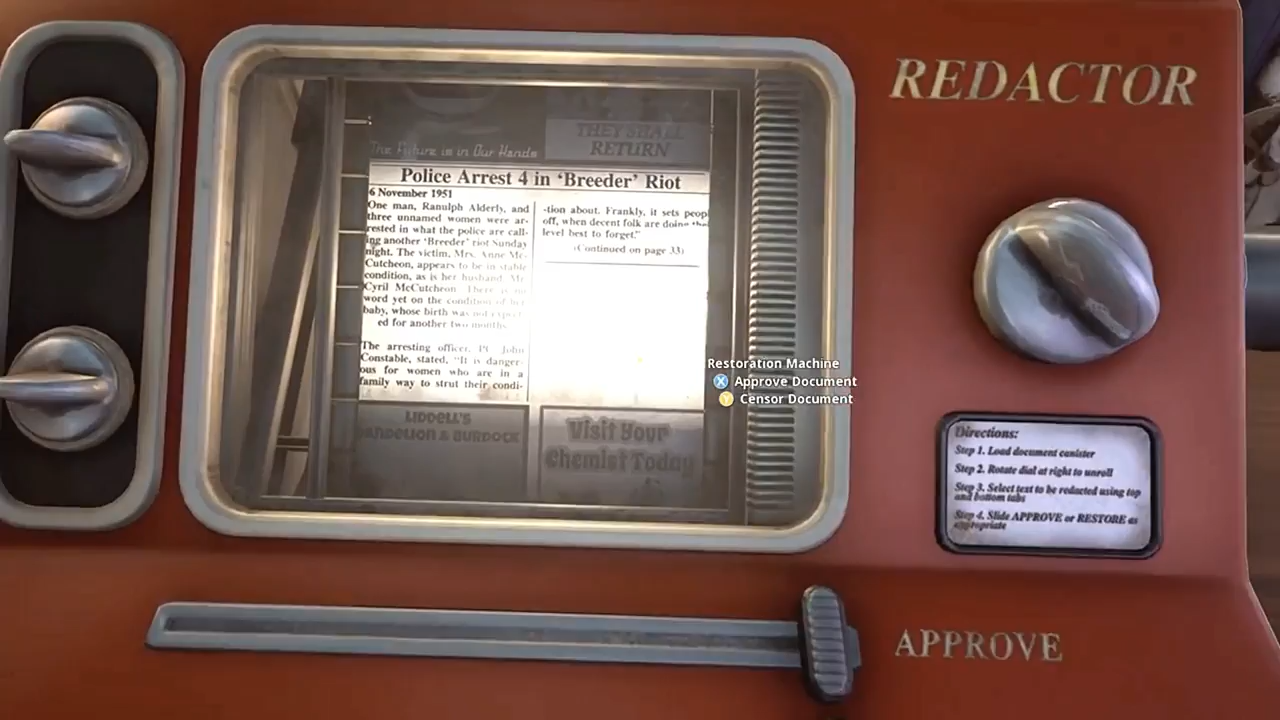 REDACTOR
The Future is in Our Hands
THEY SHALL
RETURN
Police Arrest 4 in 'Breeder' Riot
6 November 1951
One man, Ranulph Alderly, and
three unnamed women were ar-
rested in what the police are call-
ing another 'Breeder' riot Sunday
night. The victim, Mrs. Anne Mc-
Cutcheon, appears to be in stable
condition, as is her husband, Mr.
Cyril McCutcheon. There is no
word yet on the condition of her
baby, whose birth was not expect-
ed for another two months.
The arresting officer, John
Constable, stated, "It is danger-
ous for women who are in a
family way to strut their condi-
-tion about. Frankly, it sets peop
off, when decent folk are doing
level best to forget."
(Continued on page 33)
LIDDELL'S
DANDELION & BURDOCK
Visit Your
Chemist Today
Restoration Machine
X Approve Document
Y Censor Document
Directions:
Step 1. Load document canister
Step 2. Rotate dial at right to unroll
Step 3. Select text to be redacted using top
and bottom tabs
Step 4. Slide APPROVE or RESTORE as
appropriate
APPROVE